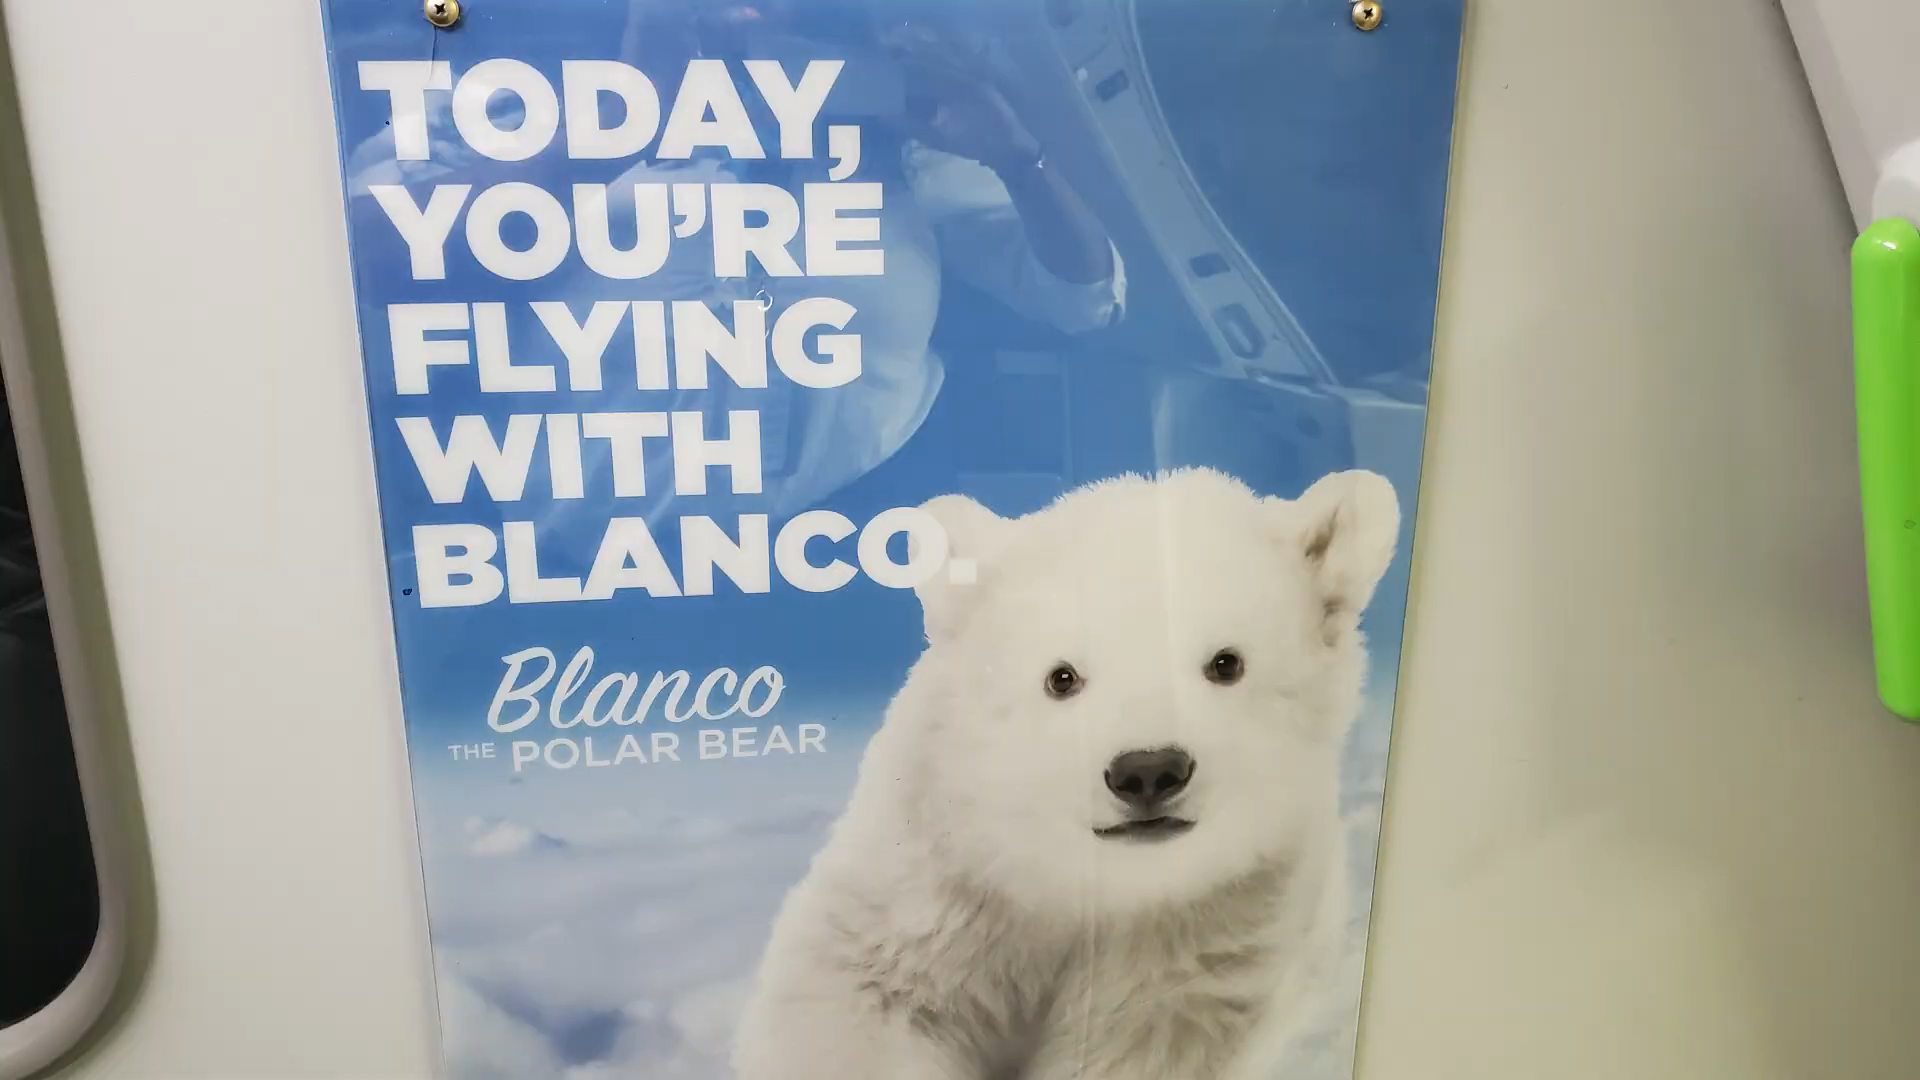 TODAY,
YOU'RE
FLYING
WITH
BLANCO.
Blanco
THE POLAR BEAR